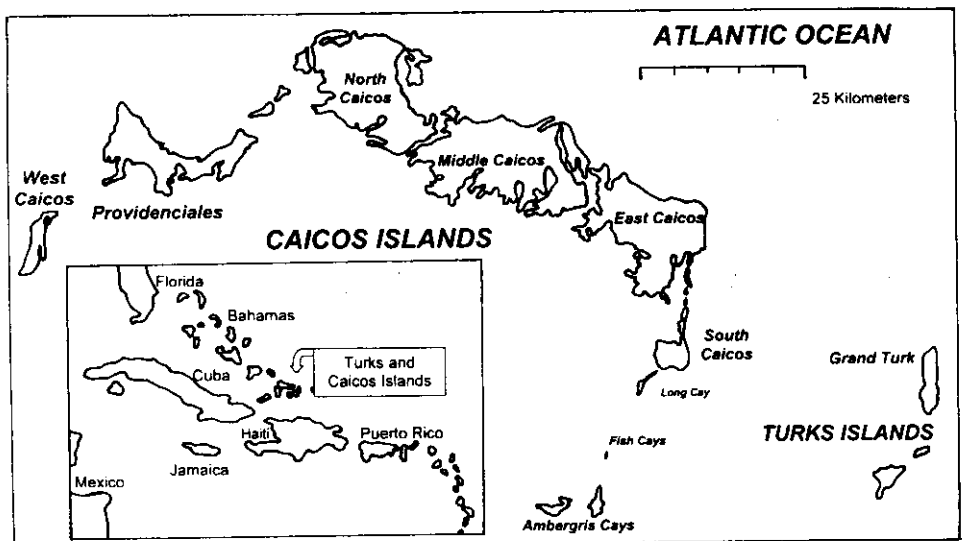 ATLANTIC OCEAN
25 Kilometers
North
Caicos
Middle Caicos
West
Caicos
Providenciales
East Caicos
CAICOS ISLANDS
South
Caicos
Long Cay
Grand Turk
TURKS ISLANDS
Fish Cays
Ambergris Cays
Florida
Bahamas
Turks and
Caicos Islands
Cuba
Haiti
Puerto Rico
Jamaica
Mexico